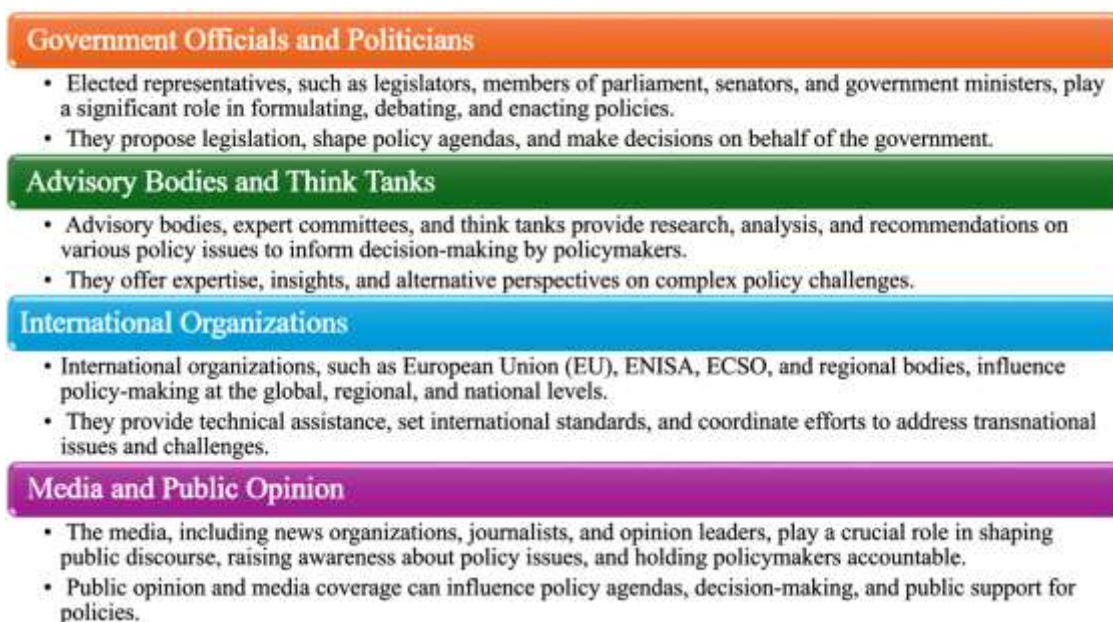 Government Officials and Politicians
• Elected representatives, such as legislators, members of parliament, senators, and government ministers, play
a significant role in formulating, debating, and enacting policies.
• They propose legislation, shape policy agendas, and make decisions on behalf of the government.
Advisory Bodies and Think Tanks
• Advisory bodies, expert committees, and think tanks provide research, analysis, and recommendations on
various policy issues to inform decision-making by policymakers.
• They offer expertise, insights, and alternative perspectives on complex policy challenges.
International Organizations
• International organizations, such as European Union (EU), ENISA, ECSO, and regional bodies, influence
policy-making at the global, regional, and national levels.
• They provide technical assistance, set international standards, and coordinate efforts to address transnational
issues and challenges.
Media and Public Opinion
• The media, including news organizations, journalists, and opinion leaders, play a crucial role in shaping
public discourse, raising awareness about policy issues, and holding policymakers accountable.
• Public opinion and media coverage can influence policy agendas, decision-making, and public support for
policies.